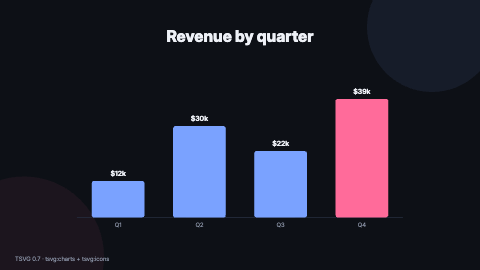 Revenue by quarter
$39k
$30k
$22k
$12k
Q1 Q2 Q3 Q4
TSVG 0.7 · tsvg:charts + tsvg:icons